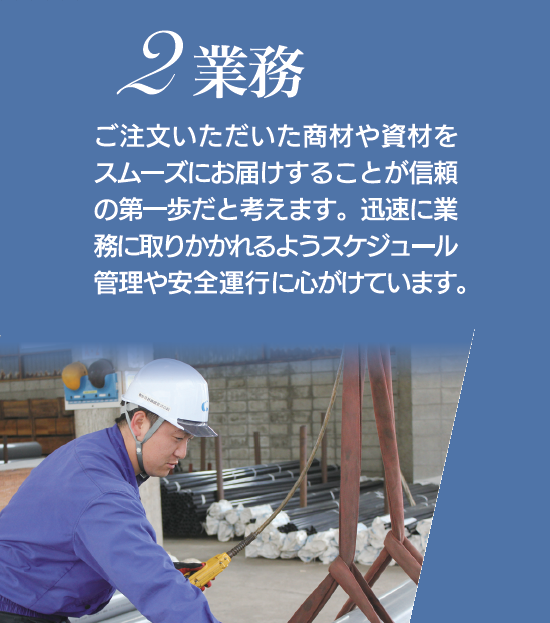 2 業務
ご注文いただいた商材や資材を
スムーズにお届けすることが信頼
の第一歩だと考えます。迅速に業
務に取りかかれるようスケジュール
管理や安全運行に心がけています。